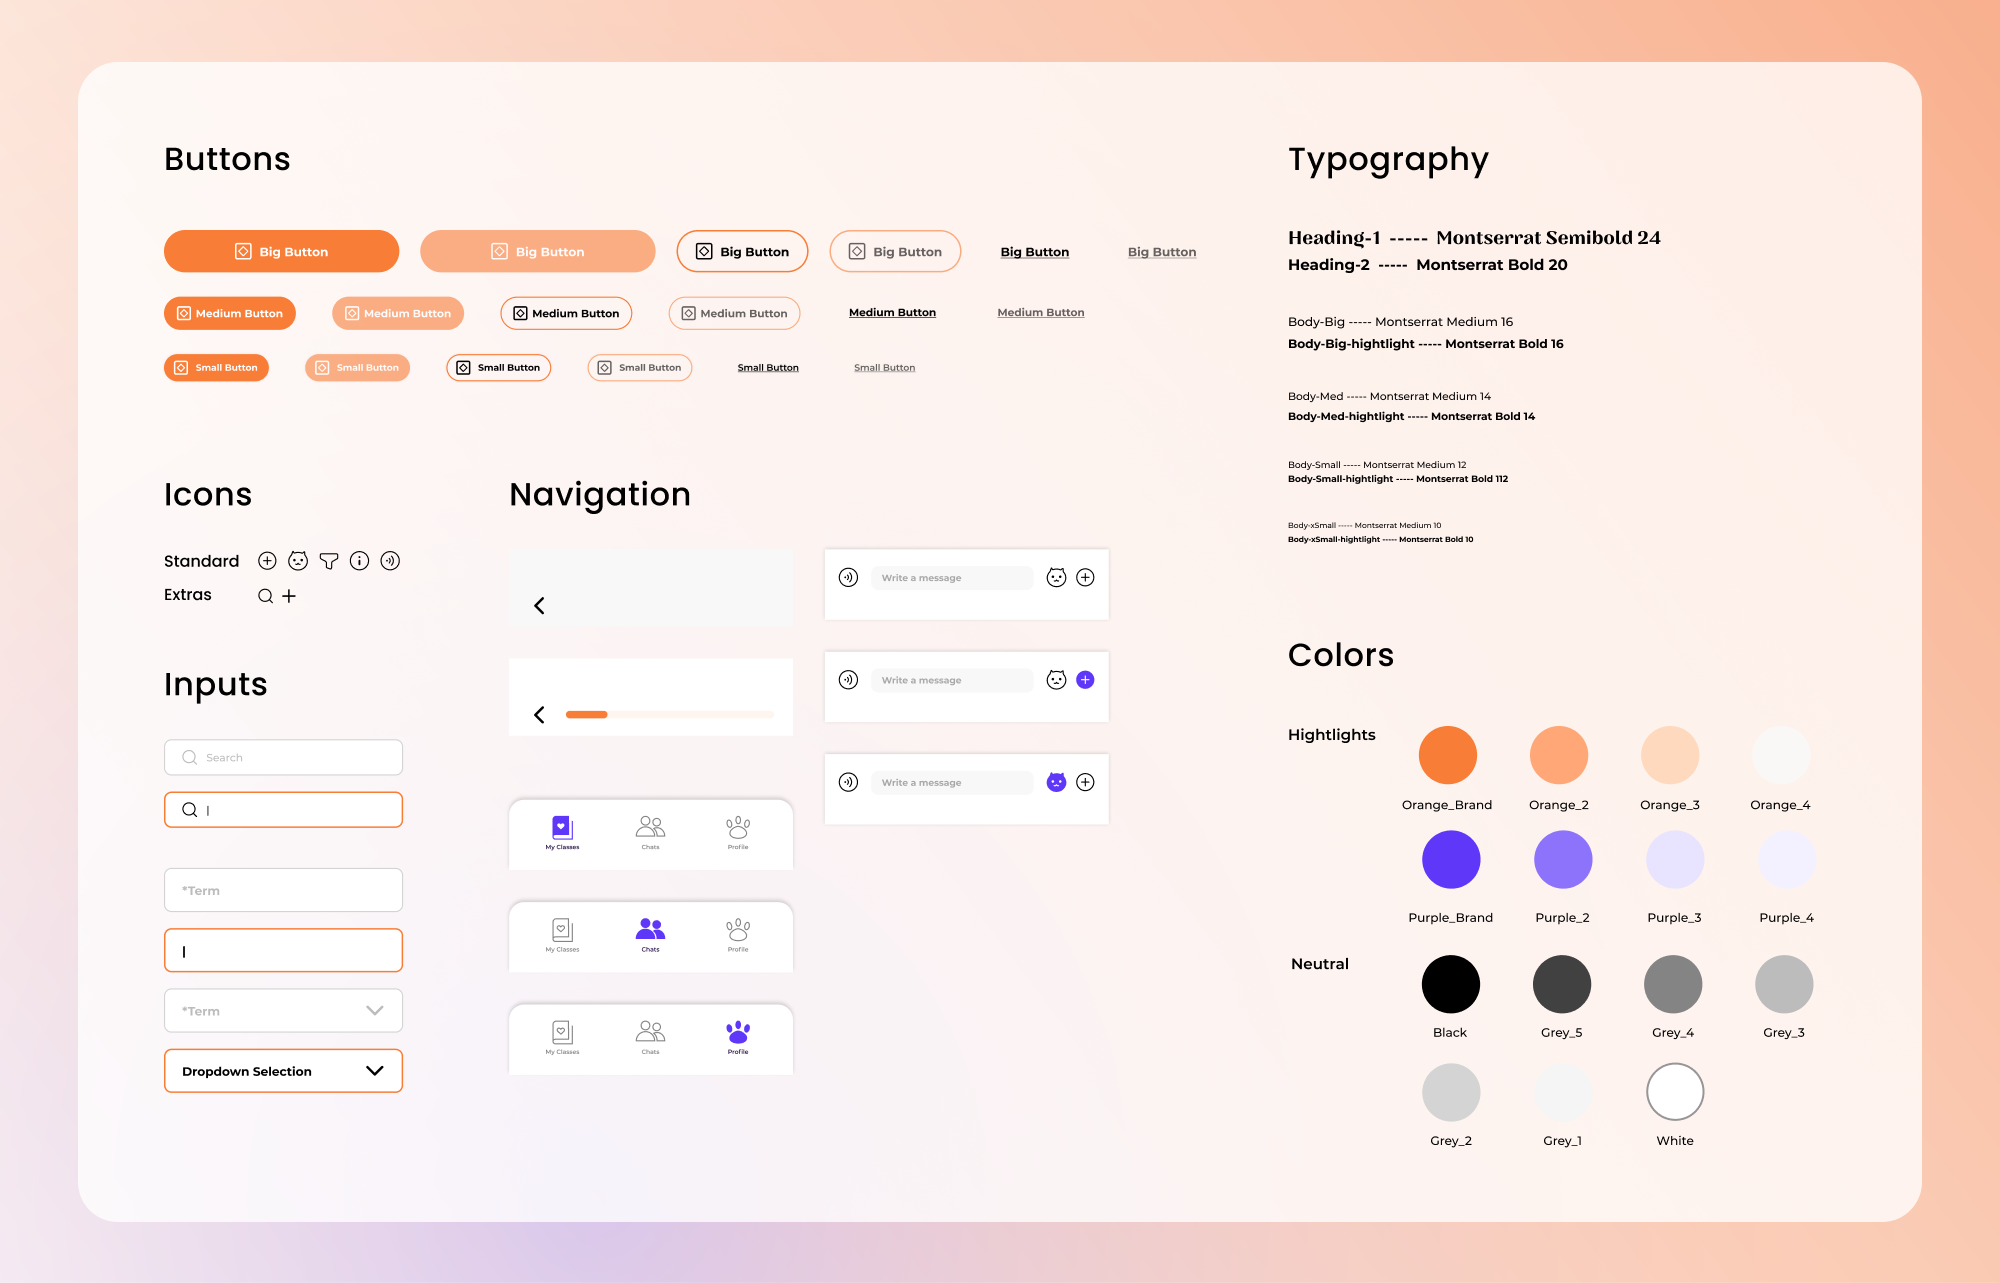 Buttons
Big Button
Big Button
Big Button
Big Button
Big Button
Big Button
Medium Button
Medium Button
Medium Button
Medium Button
Medium Button
Medium Button
Small Button
Small Button
Small Button
Small Button
Small Button
Small Button
Icons
Standard
Extras
Inputs
Search
*Term
*Term
Dropdown Selection
Navigation
My Classes
Chats
Profile
My Classes
Chats
Profile
My Classes
Chats
Profile
Write a message
Write a message
Write a message
Typography
Heading-1 ----- Montserrat Semibold 24
Heading-2 ----- Montserrat Bold 20
Body-Big ----- Montserrat Medium 16
Body-Big-hightlight ----- Montserrat Bold 16
Body-Med ----- Montserrat Medium 14
Body-Med-hightlight ----- Montserrat Bold 14
Body-Small ----- Montserrat Medium 12
Body-Small-hightlight ----- Montserrat Bold 112
Body-xSmall ----- Montserrat Medium 10
Body-xSmall-hightlight ----- Montserrat Bold 10
Colors
Hightlights
Orange_Brand
Orange_2
Orange_3
Orange_4
Purple_Brand
Purple_2
Purple_3
Purple_4
Neutral
Black
Grey_5
Grey_4
Grey_3
Grey_2
Grey_1
White